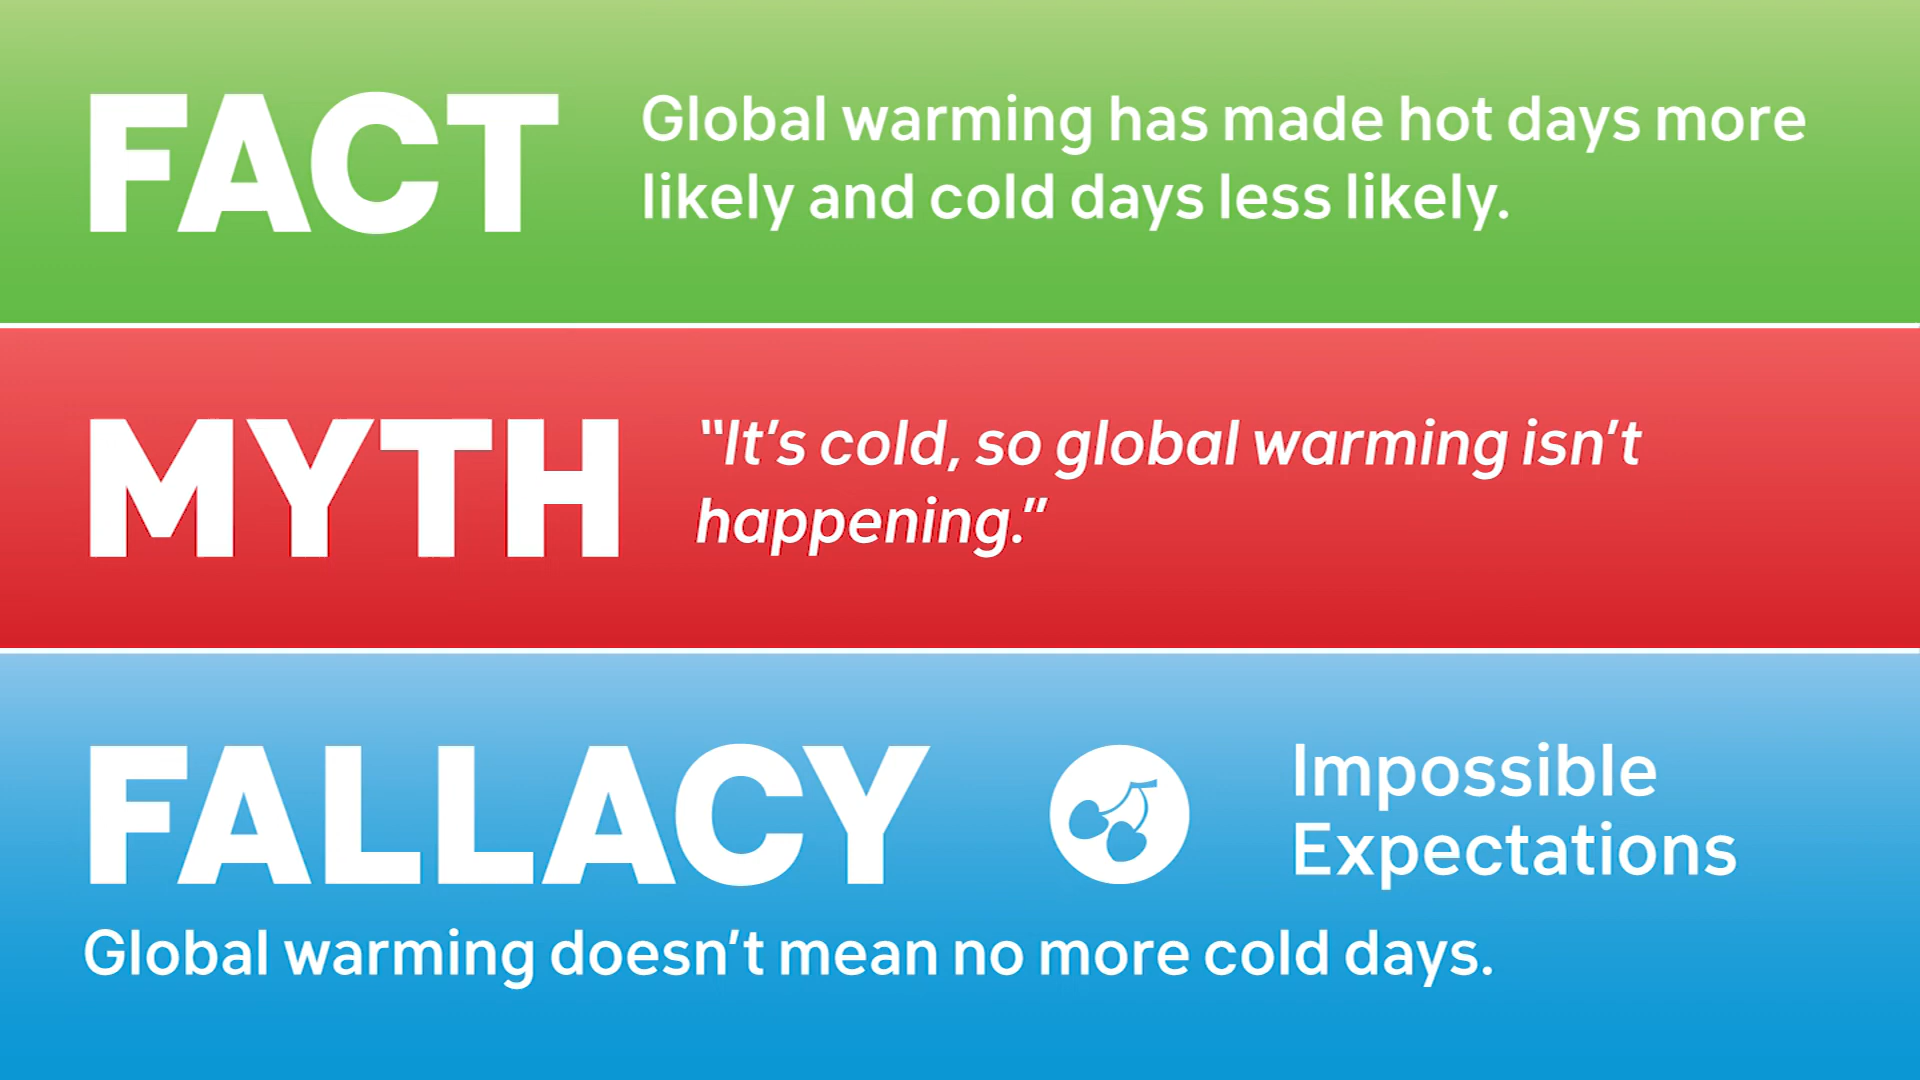 FACT
Global warming has made hot days more
likely and cold days less likely.
MYTH
“It’s cold, so global warming isn’t
happening.”
FALLACY
Impossible
Expectations
Global warming doesn’t mean no more cold days.